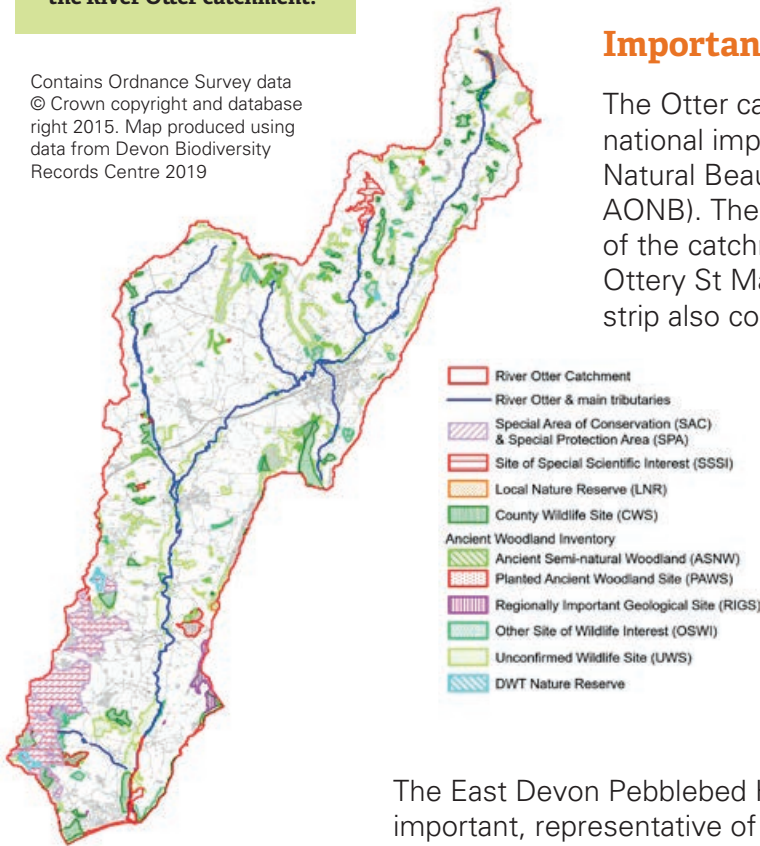 the River Otter catchment.
Contains Ordnance Survey data
© Crown copyright and database
right 2015. Map produced using
data from Devon Biodiversity
Records Centre 2019
The Otter ca
national imp
Natural Beau
AONB). The
of the catchn
Ottery St Ma
strip also co
River Otter Catchment
River Otter & main tributaries
Special Area of Conservation (SAC)
& Special Protection Area (SPA)
Site of Special Scientific Interest (SSSI)
Local Nature Reserve (LNR)
County Wildlife Site (CWS)
Ancient Woodland Inventory
Ancient Semi-natural Woodland (ASNW)
Planted Ancient Woodland Site (PAWS)
Regionally Important Geological Site (RIGS)
Other Site of Wildlife Interest (OSWI)
Unconfirmed Wildlife Site (UWS)
DWT Nature Reserve
The East Devon Pebblebed
important, representative of